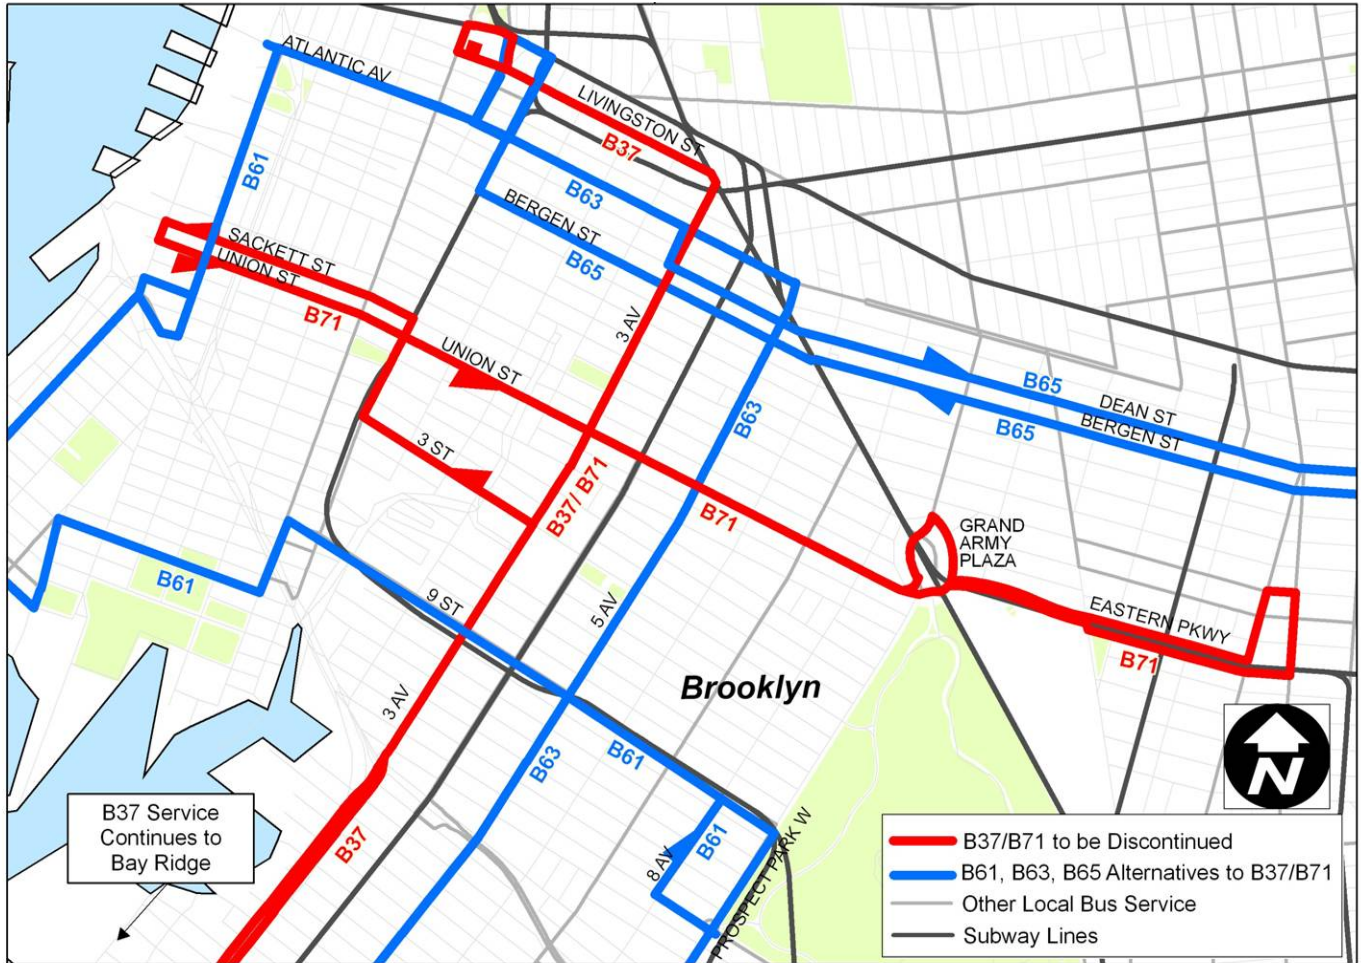 ATLANTIC AV
LIVINGSTON ST
B37
B61
B63
BERGEN ST
B65
SACKETT ST
UNION ST
B71
3 AV
UNION ST
B65
DEAN ST
BERGEN ST
B65
B63
3 ST
B37/ B71
B71
GRAND
ARMY
PLAZA
B61
9 ST
5 AV
EASTERN PKWY
B71
Brooklyn
3 AV
B63
B61
N
B37 Service
Continues to
Bay Ridge
B37
8 AV
B61
PROSPECT PARK W
B37/B71 to be Discontinued
B61, B63, B65 Alternatives to B37/B71
Other Local Bus Service
Subway Lines